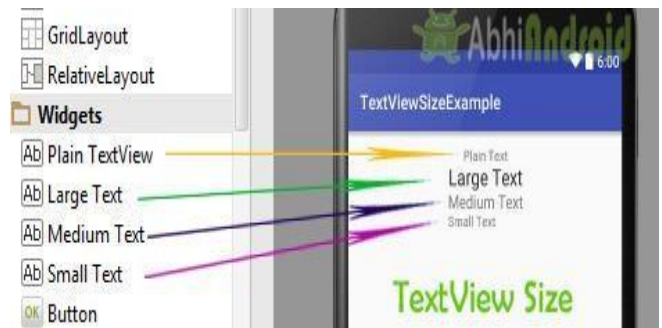 GridLayout
RelativeLayout
Widgets
Ab Plain TextView
Ab Large Text
Ab Medium Text
Ab Small Text
OK Button
AbhiAndroid
6:00
TextViewSizeExample
Plain Text
Large Text
Medium Text
Small Text
TextView Size